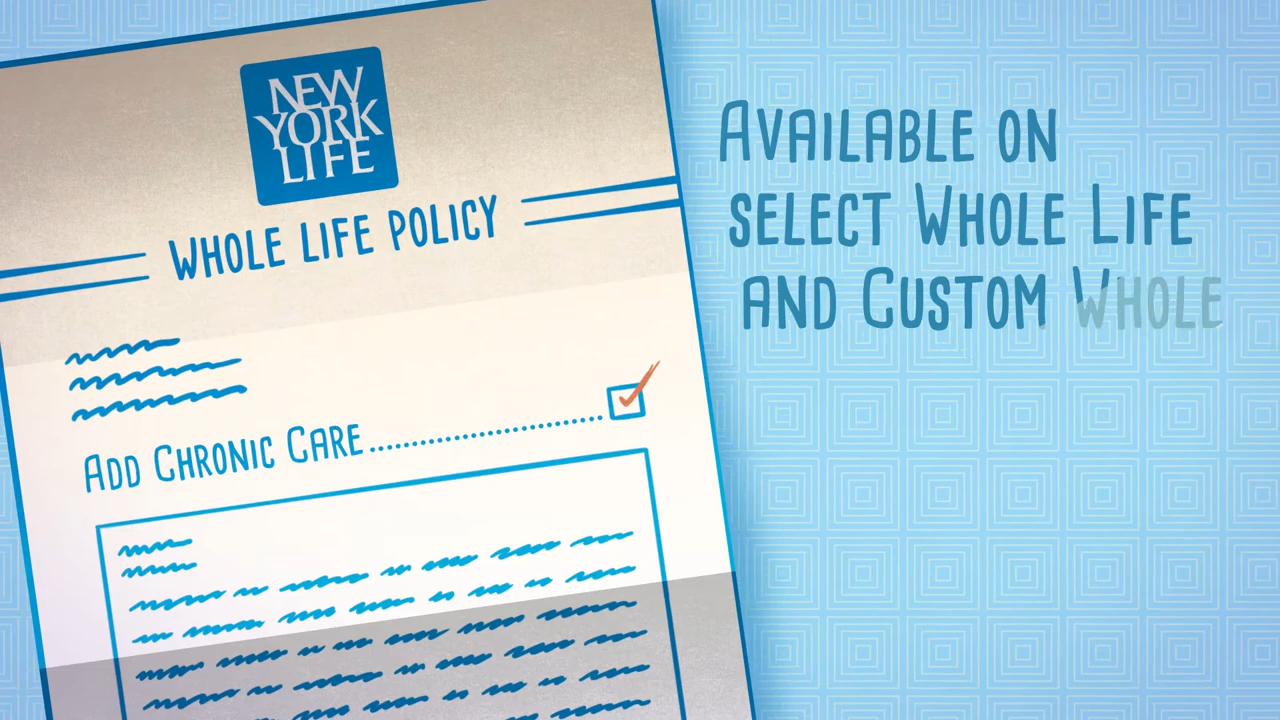 NEW
YORK
LIFE
WHOLE LIFE POLICY
ADD CHRONIC CARE....................
AVAILABLE ON
SELECT WHOLE LIFE
AND CUSTOM WHOLE